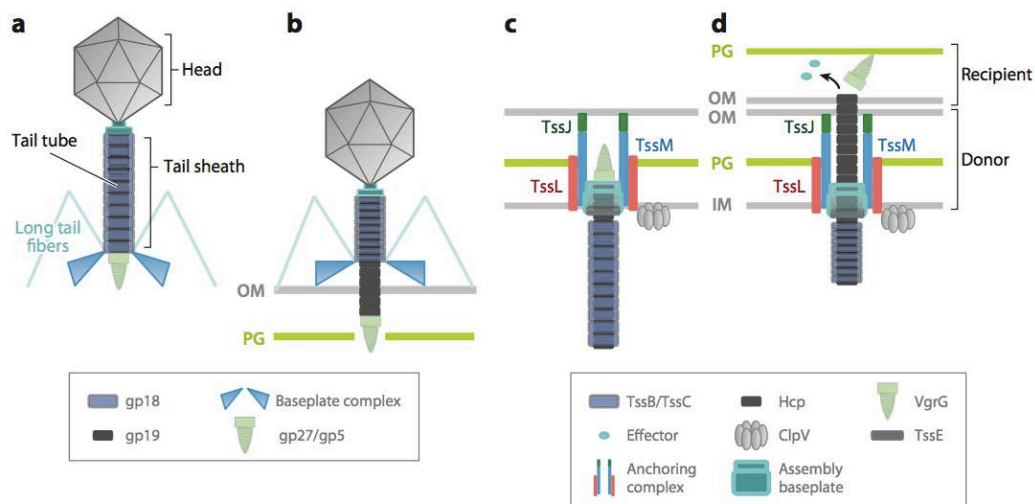 a
Head
Tail tube
Tail sheath
Long tail
fibers
b
OM
PG
c
TssJ
TssM
TssL
d
PG
OM
OM
TssJ
TssM
PG
TssL
IM
Recipient
Donor
gp18
Baseplate complex
gp19
gp27/gp5
TssB/TssC
Hcp
VgrG
Effector
ClpV
TssE
Anchoring
complex
Assembly
baseplate